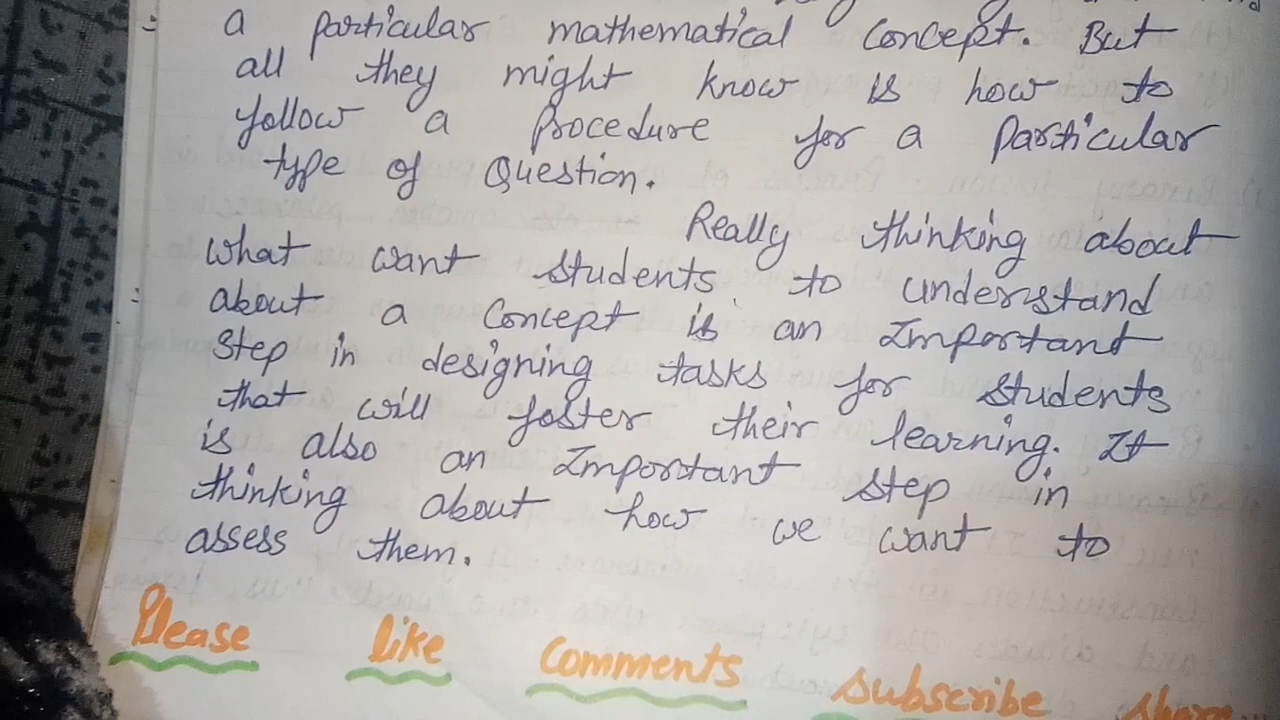 a particular mathematical concept. But
all they might know is how to
follow a Procedure for a Particular
type of Question.
Really thinking about
what want students to understand
about a Concept is an Important
Step in designing tasks for students
that will foster their learning. It
is also an Important step in
thinking about how we want to
assess them.
Please like Comments Subscribe